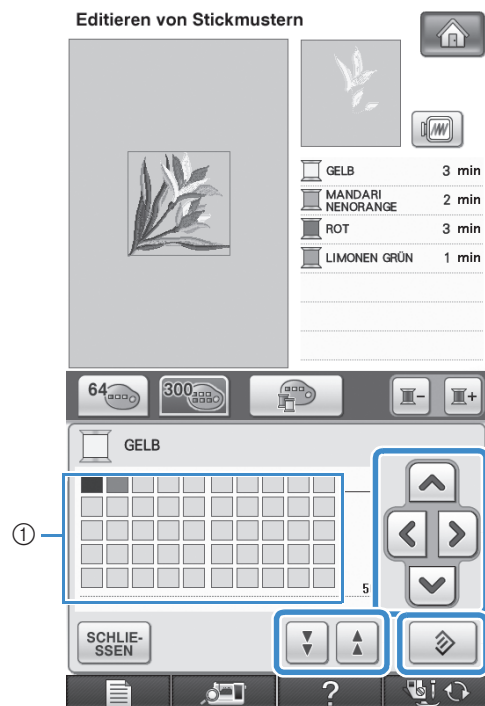 Editieren von Stickmustern
GELB 3 min
MANDARI
NENORANGE 2 min
ROT 3 min
LIMONEN GRÜN 1 min
64 300 - +
GELB
①
5
SCHLIE-
SSEN
? i